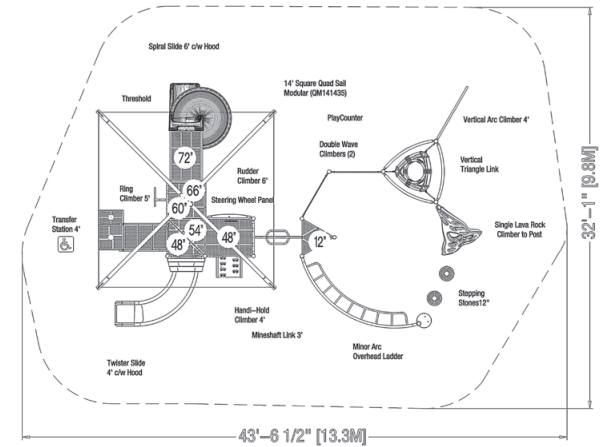 Spiral Slide 6' c/w Hood
14' Square Quad Sail
Modular (QM141435)
Threshold
PlayCounter
Vertical Arc Climber 4'
Double Wave
Climbers (2)
72"
Vertical
Triangle Link
Rudder
Climber 6'
66"
Ring
Climber 5'
Steering Wheel Panel
60"
Transfer
Station 4'
54"
48"
48"
12"
Single Lava Rock
Climber to Post
Stepping
Stones12"
Handi-Hold
Climber 4'
Mineshaft Link 3'
Minor Arc
Overhead Ladder
Twister Slide
4' c/w Hood
32'-1" [9.8M]
43'-6 1/2" [13.3M]